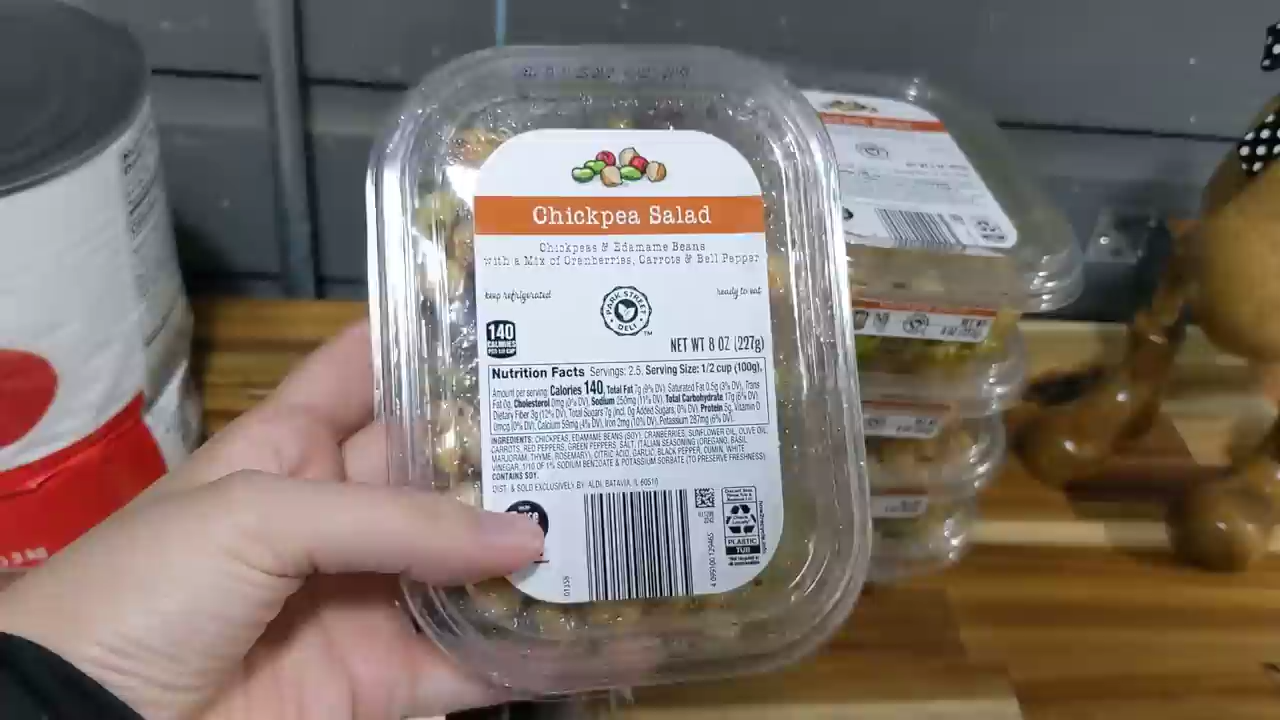 Chickpea Salad
Chickpeas & Edamame Beans
with a Mix of Cranberries, Carrots & Bell Pepper
keep refrigerated
ready to eat
PARK STREET
DELI
TM
140
CALORIES
PER 1/2 CUP
NET WT 8 OZ (227g)
Nutrition Facts Servings: 2.5, Serving Size: 1/2 cup (100g),
Amount per serving: Calories 140, Total Fat 7g (9% DV), Saturated Fat 0.5g (3% DV), Trans
Fat 0g, Cholesterol 0mg (0% DV), Sodium 250mg (11% DV), Total Carbohydrate 17g (6% DV),
Dietary Fiber 3g (12% DV), Total Sugars 7g (Incl. 0g Added Sugars, 0% DV), Protein 5g, Vitamin D
0mcg (0% DV), Calcium 59mg (4% DV), Iron 2mg (10% DV), Potassium 287mg (6% DV).
INGREDIENTS: CHICKPEAS, EDAMAME BEANS (SOY), CRANBERRIES, SUNFLOWER OIL, OLIVE OIL,
CARROTS, RED PEPPERS, GREEN PEPPERS, SALT, ITALIAN SEASONING (OREGANO, BASIL,
MARJORAM, THYME, ROSEMARY), CITRIC ACID, GARLIC, BLACK PEPPER, CUMIN, WHITE
VINEGAR, 1/10 OF 1% SODIUM BENZOATE & POTASSIUM SORBATE (TO PRESERVE FRESHNESS)
CONTAINS SOY.
DIST. & SOLD EXCLUSIVELY BY: ALDI, BATAVIA, IL 60510
PLASTIC
TUB
how2recycle.info